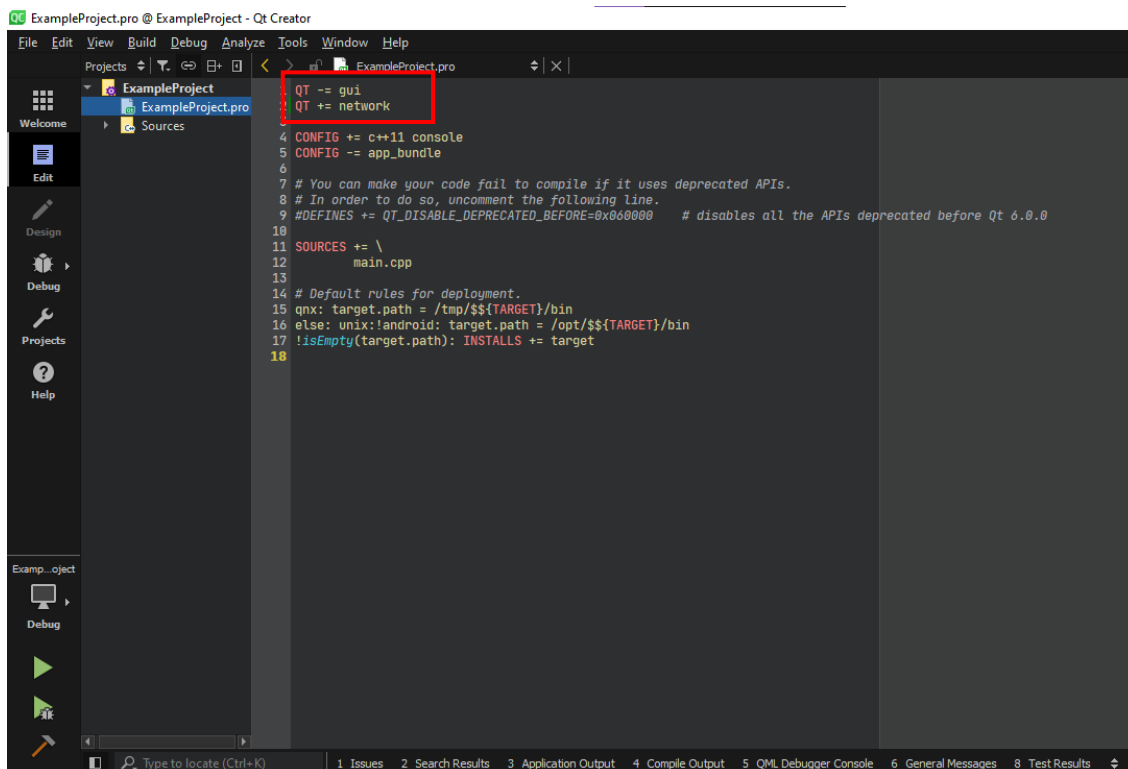 QC ExampleProject.pro @ ExampleProject - Qt Creator
File Edit View Build Debug Analyze Tools Window Help
Projects ExampleProject.pro
Welcome
Edit
Design
Debug
Projects
Help
ExampleProject
ExampleProject.pro
Sources
1 QT -= gui
2 QT += network
3
4 CONFIG += c++11 console
5 CONFIG -= app_bundle
6
7 # You can make your code fail to compile if it uses deprecated APIs.
8 # In order to do so, uncomment the following line.
9 #DEFINES += QT_DISABLE_DEPRECATED_BEFORE=0x060000 # disables all the APIs deprecated before Qt 6.0.0
10
11 SOURCES += \
12 main.cpp
13
14 # Default rules for deployment.
15 qnx: target.path = /tmp/$${TARGET}/bin
16 else: unix:!android: target.path = /opt/$${TARGET}/bin
17 !isEmpty(target.path): INSTALLS += target
18
Examp...oject
Debug
Type to locate (Ctrl+K) 1 Issues 2 Search Results 3 Application Output 4 Compile Output 5 QML Debugger Console 6 General Messages 8 Test Results